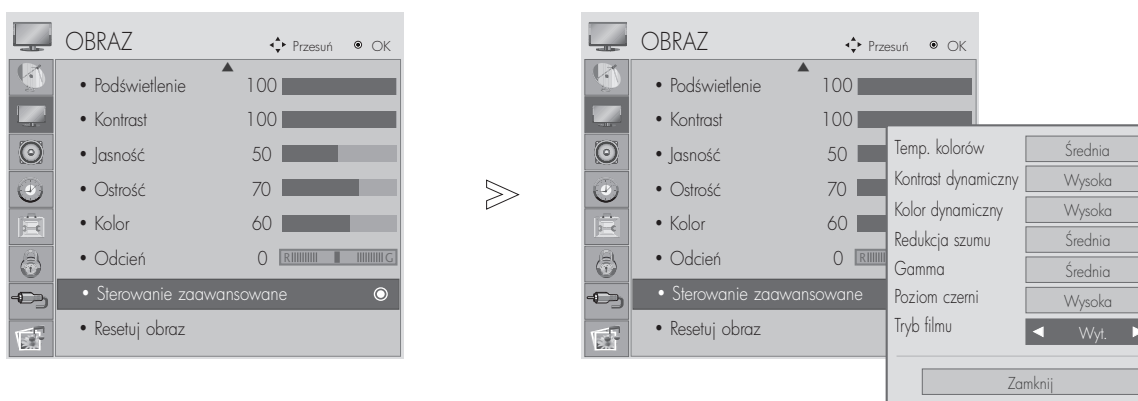 OBRAZ Przesuń OK
• Podświetlenie 100
• Kontrast 100
• Jasność 50
• Ostrość 70
• Kolor 60
• Odcień 0 R G
• Sterowanie zaawansowane
• Resetuj obraz
OBRAZ Przesuń OK
• Podświetlenie 100
• Kontrast 100
• Jasność 50
• Ostrość 70
• Kolor 60
• Odcień 0 R
• Sterowanie zaawansowane
• Resetuj obraz
Temp. kolorów Średnia
Kontrast dynamiczny Wysoka
Kolor dynamiczny Wysoka
Redukcja szumu Średnia
Gamma Średnia
Poziom czerni Wysoka
Tryb filmu ◄ Wył. ►
Zamknij